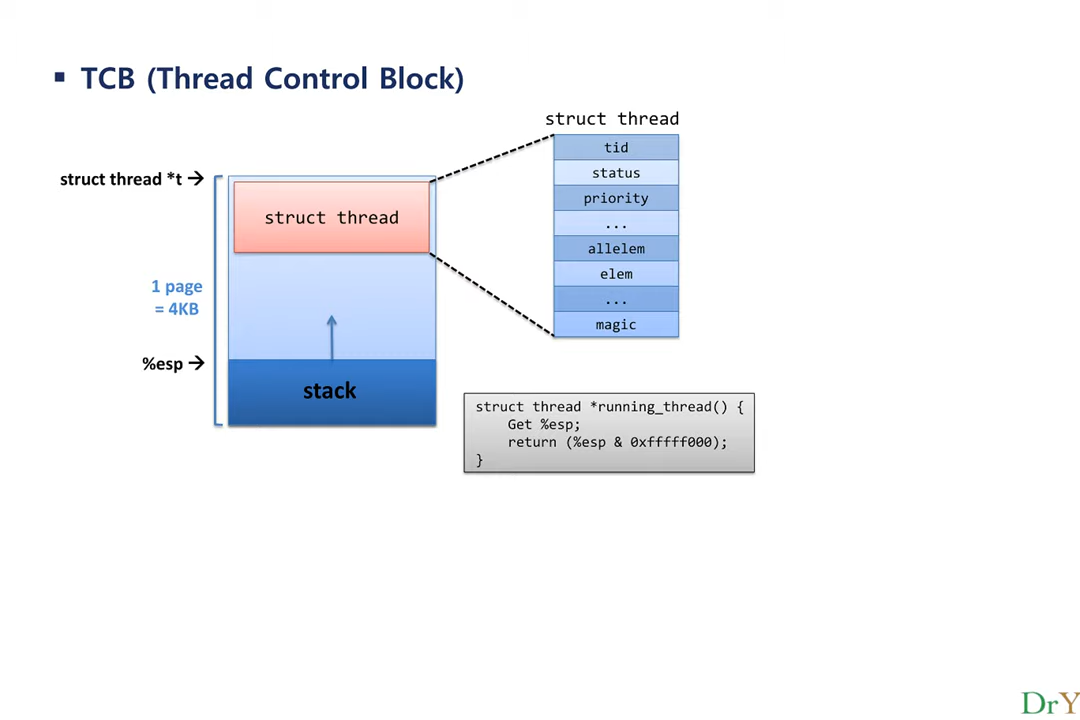 TCB (Thread Control Block)
struct thread
struct thread *t →
tid
status
priority
...
allelem
elem
...
magic
struct thread
1 page
= 4KB
%esp →
stack
struct thread *running_thread() {
Get %esp;
return (%esp & 0xfffff000);
}
DrY